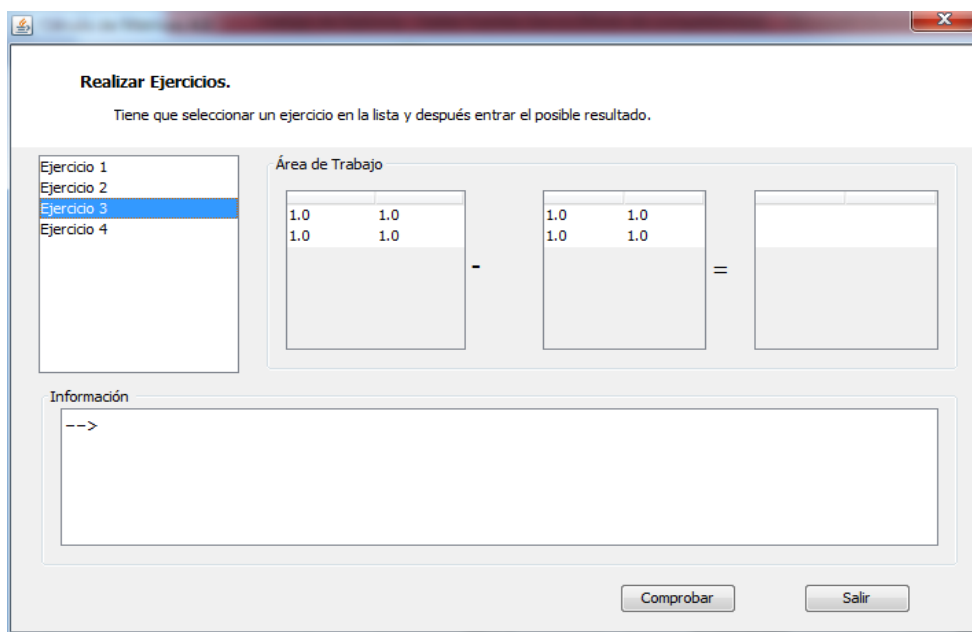 Realizar Ejercicios.
Tiene que seleccionar un ejercicio en la lista y después entrar el posible resultado.
Ejercicio 1
Ejercicio 2
Ejercicio 3
Ejercicio 4
Área de Trabajo
1.0 1.0
1.0 1.0
-
1.0 1.0
1.0 1.0
=
Información
-->
Comprobar
Salir